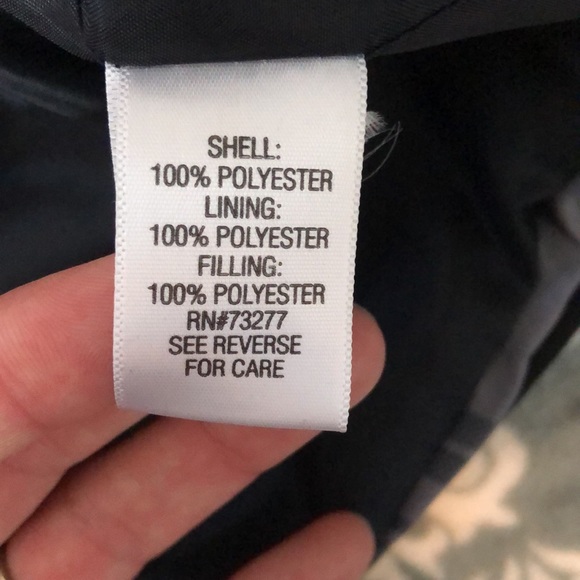 SHELL:
100% POLYESTER
LINING:
100% POLYESTER
FILLING:
100% POLYESTER
RN#73277
SEE REVERSE
FOR CARE